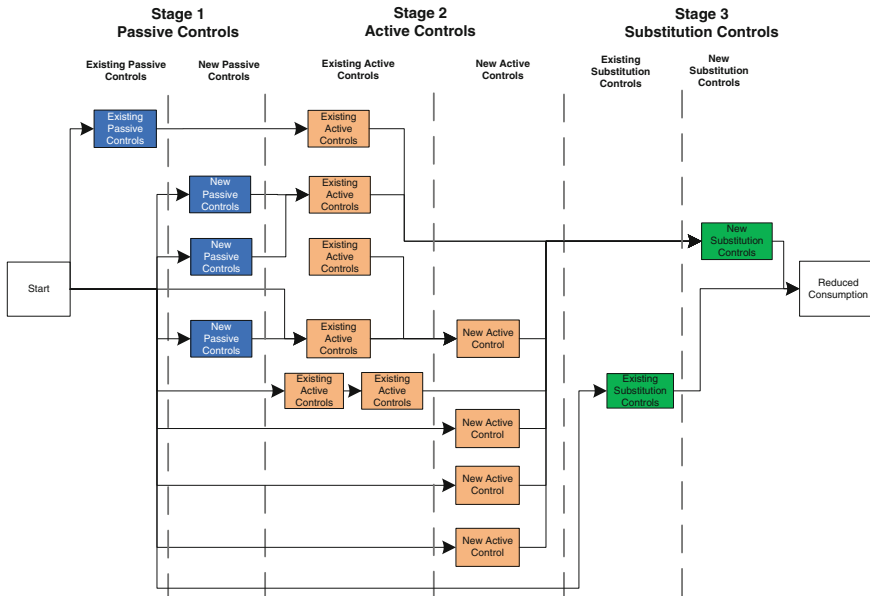 Stage 1
Passive Controls
Stage 2
Active Controls
Stage 3
Substitution Controls
Existing Passive
Controls
New Passive
Controls
Existing Active
Controls
New Active
Controls
Existing
Substitution
Controls
New
Substitution
Controls
Existing
Passive
Controls
Existing
Active
Controls
New
Passive
Controls
Existing
Active
Controls
New
Substitution
Controls
New
Passive
Controls
Existing
Active
Controls
Start
Reduced
Consumption
New
Passive
Controls
Existing
Active
Controls
New Active
Control
Existing
Active
Controls
Existing
Active
Controls
Existing
Substitution
Controls
New Active
Control
New Active
Control
New Active
Control